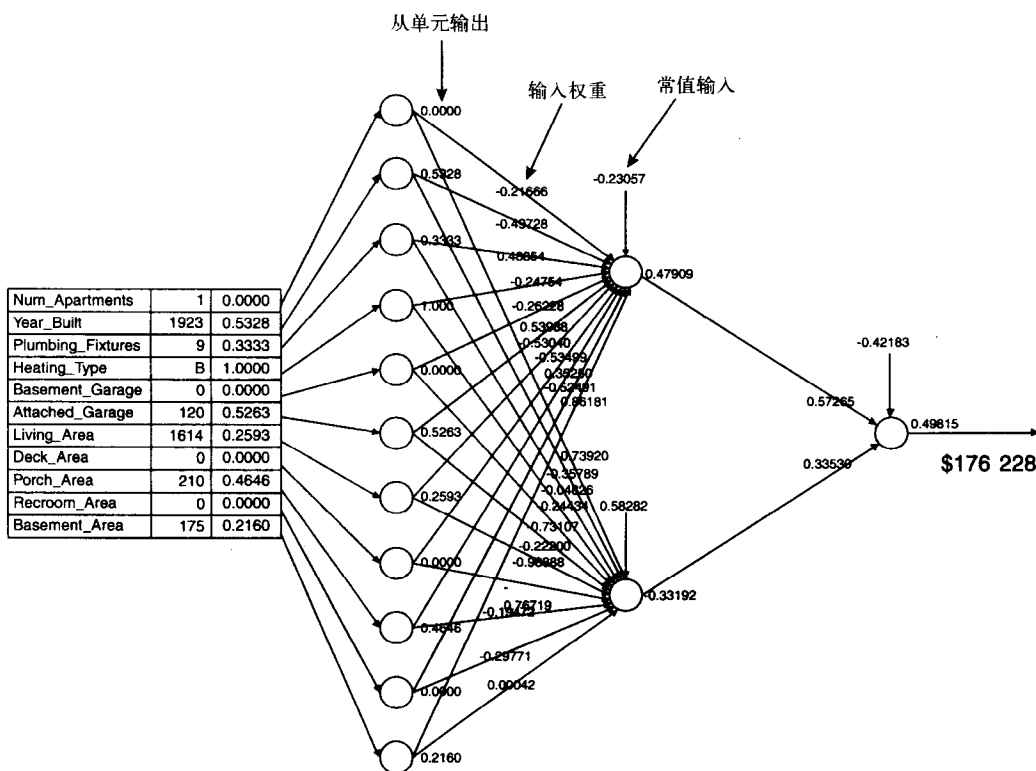 从单元输出
输入权重
常值输入
0.0000
0.5328
0.3333
1.000
0.0000
0.5263
0.2593
0.0000
0.4646
0.0000
0.2160
Num_Apartments 1 0.0000
Year_Built 1923 0.5328
Plumbing_Fixtures 9 0.3333
Heating_Type B 1.0000
Basement_Garage 0 0.0000
Attached_Garage 120 0.5263
Living_Area 1614 0.2593
Deck_Area 0 0.0000
Porch_Area 210 0.4646
Recroom_Area 0 0.0000
Basement_Area 175 0.2160
-0.21666
-0.49728
0.48854
-0.24754
-0.26228
0.53988
-0.53040
-0.53499
0.35250
0.86181
-0.23057
0.47909
0.73920
-0.35789
-0.04826
0.24434
0.73107
-0.22200
0.76719
-0.29771
0.00042
0.58282
-0.33192
0.57265
0.33530
-0.42183
0.49815
$176 228